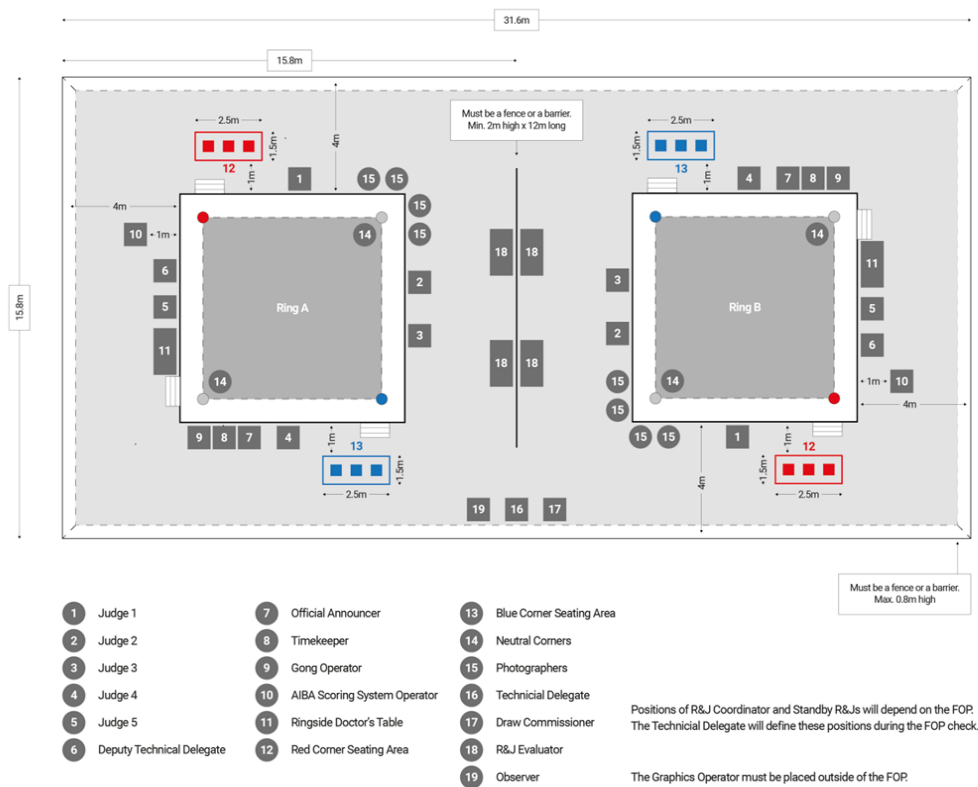 31.6m
15.8m
Must be a fence or a barrier.
Min. 2m high x 12m long
2.5m
1.5m
12
1m
4m
1
15
15
15
15
2.5m
1.5m
13
1m
4
7
8
9
4m
10
1m
14
6
5
11
Ring A
2
3
14
18
18
18
18
3
2
15
15
14
Ring B
14
11
5
6
1m
10
4m
15.8m
9
8
7
4
13
1m
1.5m
2.5m
15
15
1
4m
1m
12
1.5m
2.5m
19
16
17
Must be a fence or a barrier.
Max. 0.8m high
1 Judge 1
2 Judge 2
3 Judge 3
4 Judge 4
5 Judge 5
6 Deputy Technical Delegate
7 Official Announcer
8 Timekeeper
9 Gong Operator
10 AIBA Scoring System Operator
11 Ringside Doctor's Table
12 Red Corner Seating Area
13 Blue Corner Seating Area
14 Neutral Corners
15 Photographers
16 Technicial Delegate
17 Draw Commissioner
18 R&J Evaluator
19 Observer
Positions of R&J Coordinator and Standby R&Js will depend on the FOP.
The Technicial Delegate will define these positions during the FOP check.
The Graphics Operator must be placed outside of the FOP.